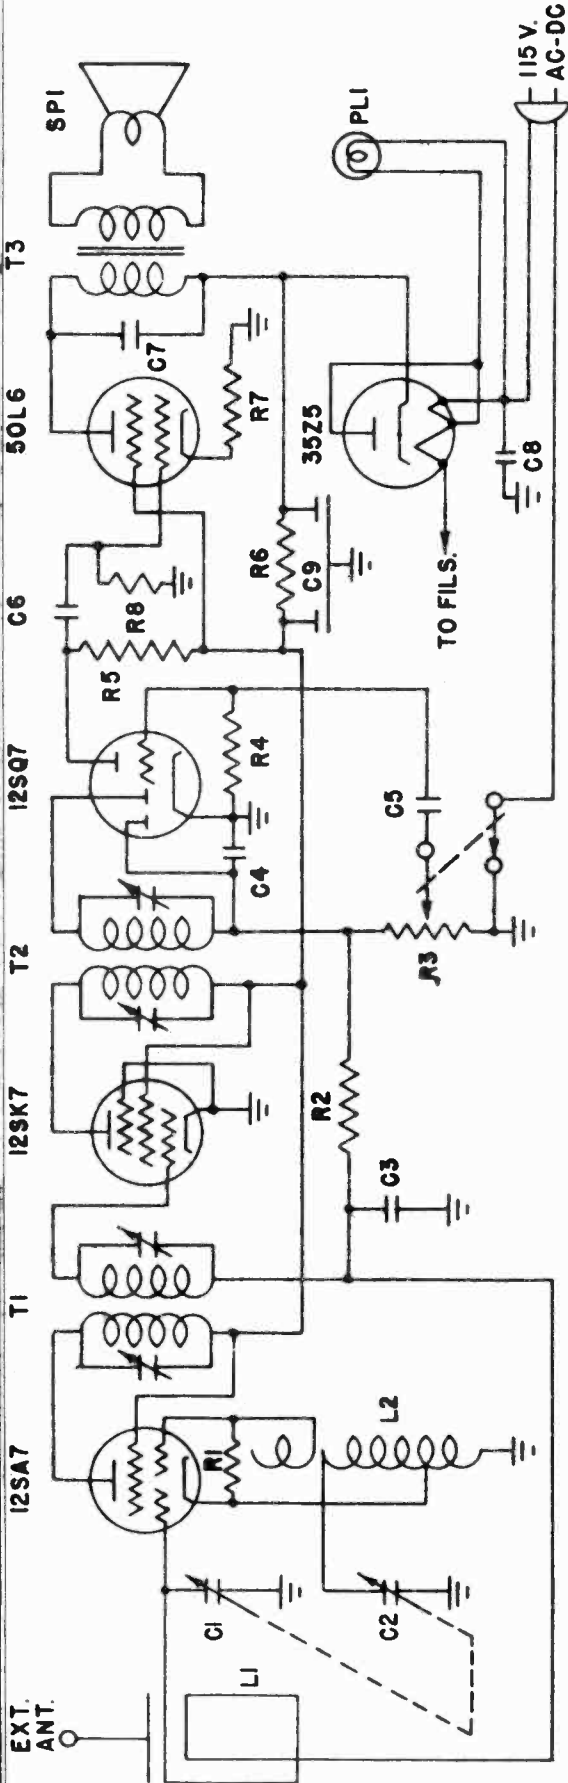 EXT. ANT.
12SA7
T1
12SK7
T2
12SQ7
C6
50L6
T3
SP1
L1
C1
C2
R1
L2
C3
R2
R3
C4
R4
C5
R5
R8
R6
C9
C7
R7
35Z5
TO FILS.
C8
PL1
115 V.
AC-DC